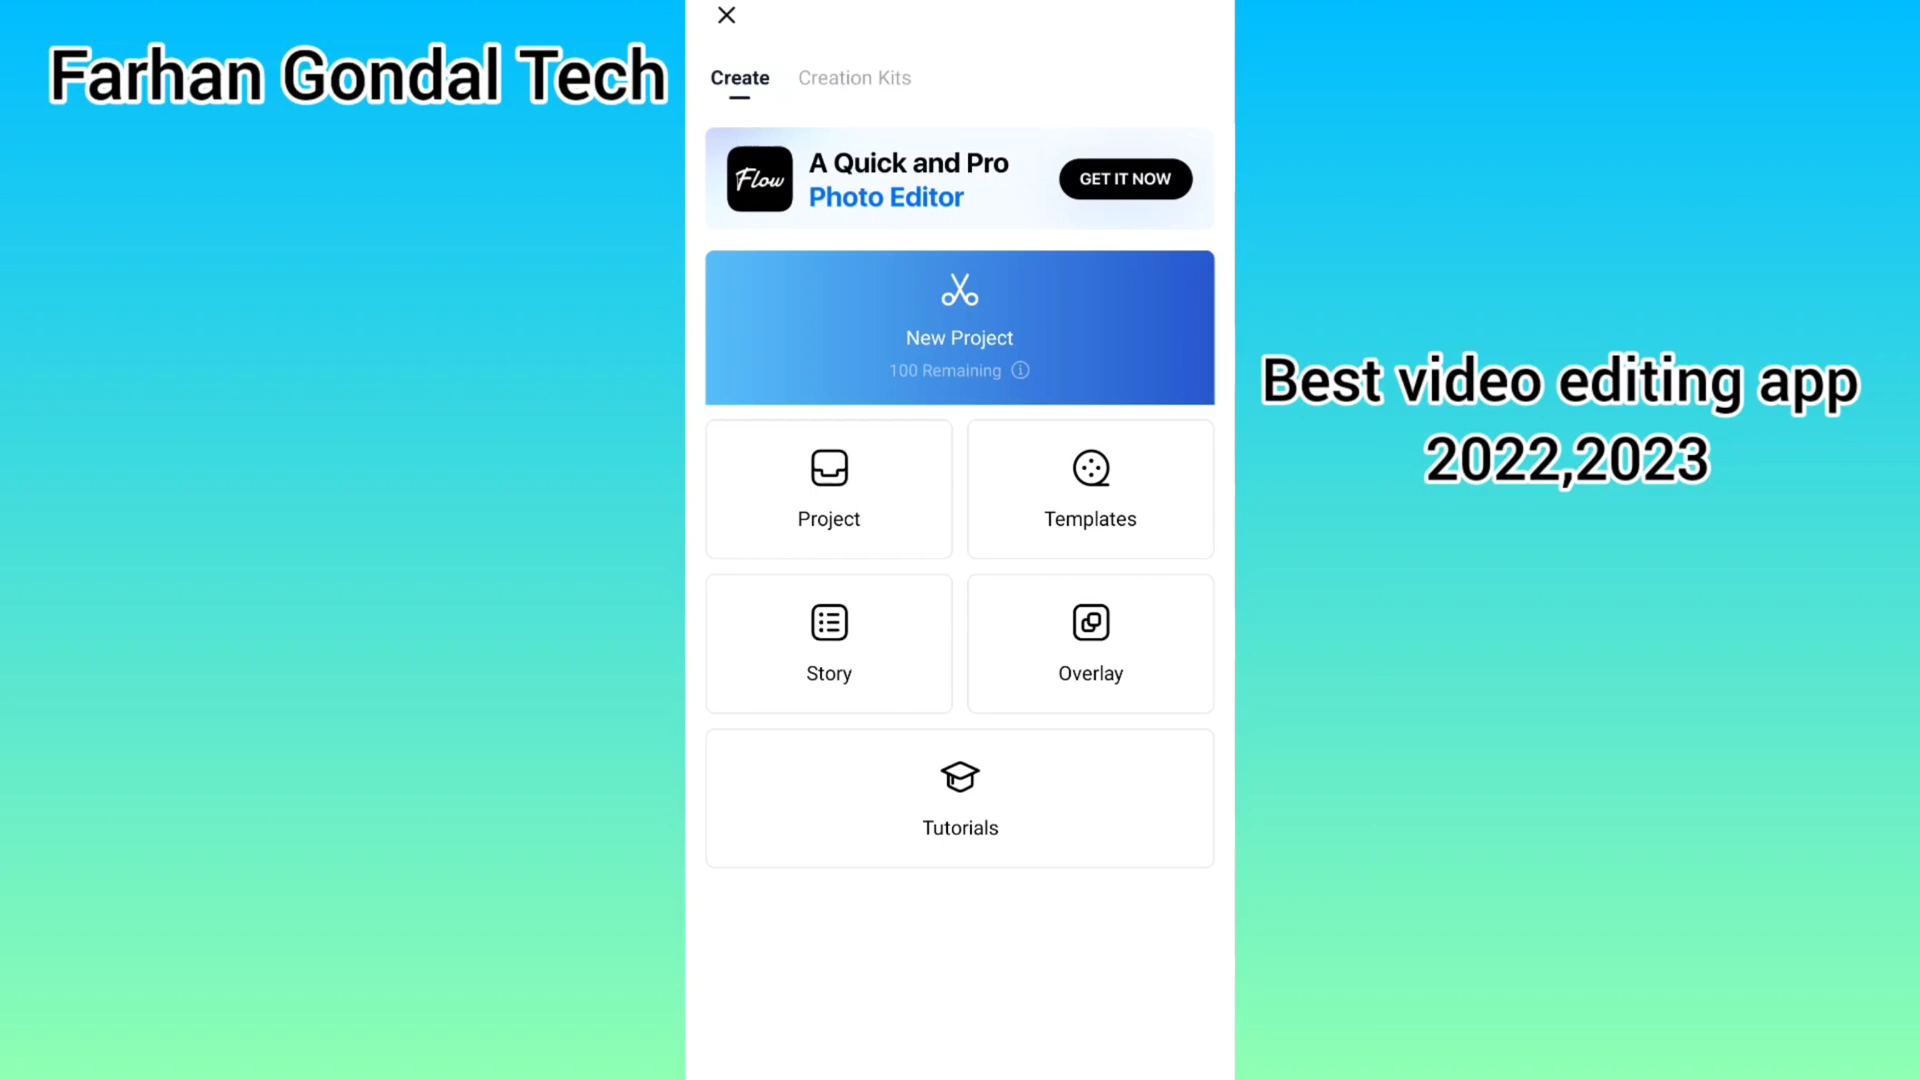 Farhan Gondal Tech
Create Creation Kits
Flow
A Quick and Pro
Photo Editor
GET IT NOW
New Project
100 Remaining
Project
Templates
Story
Overlay
Tutorials
Best video editing app
2022,2023